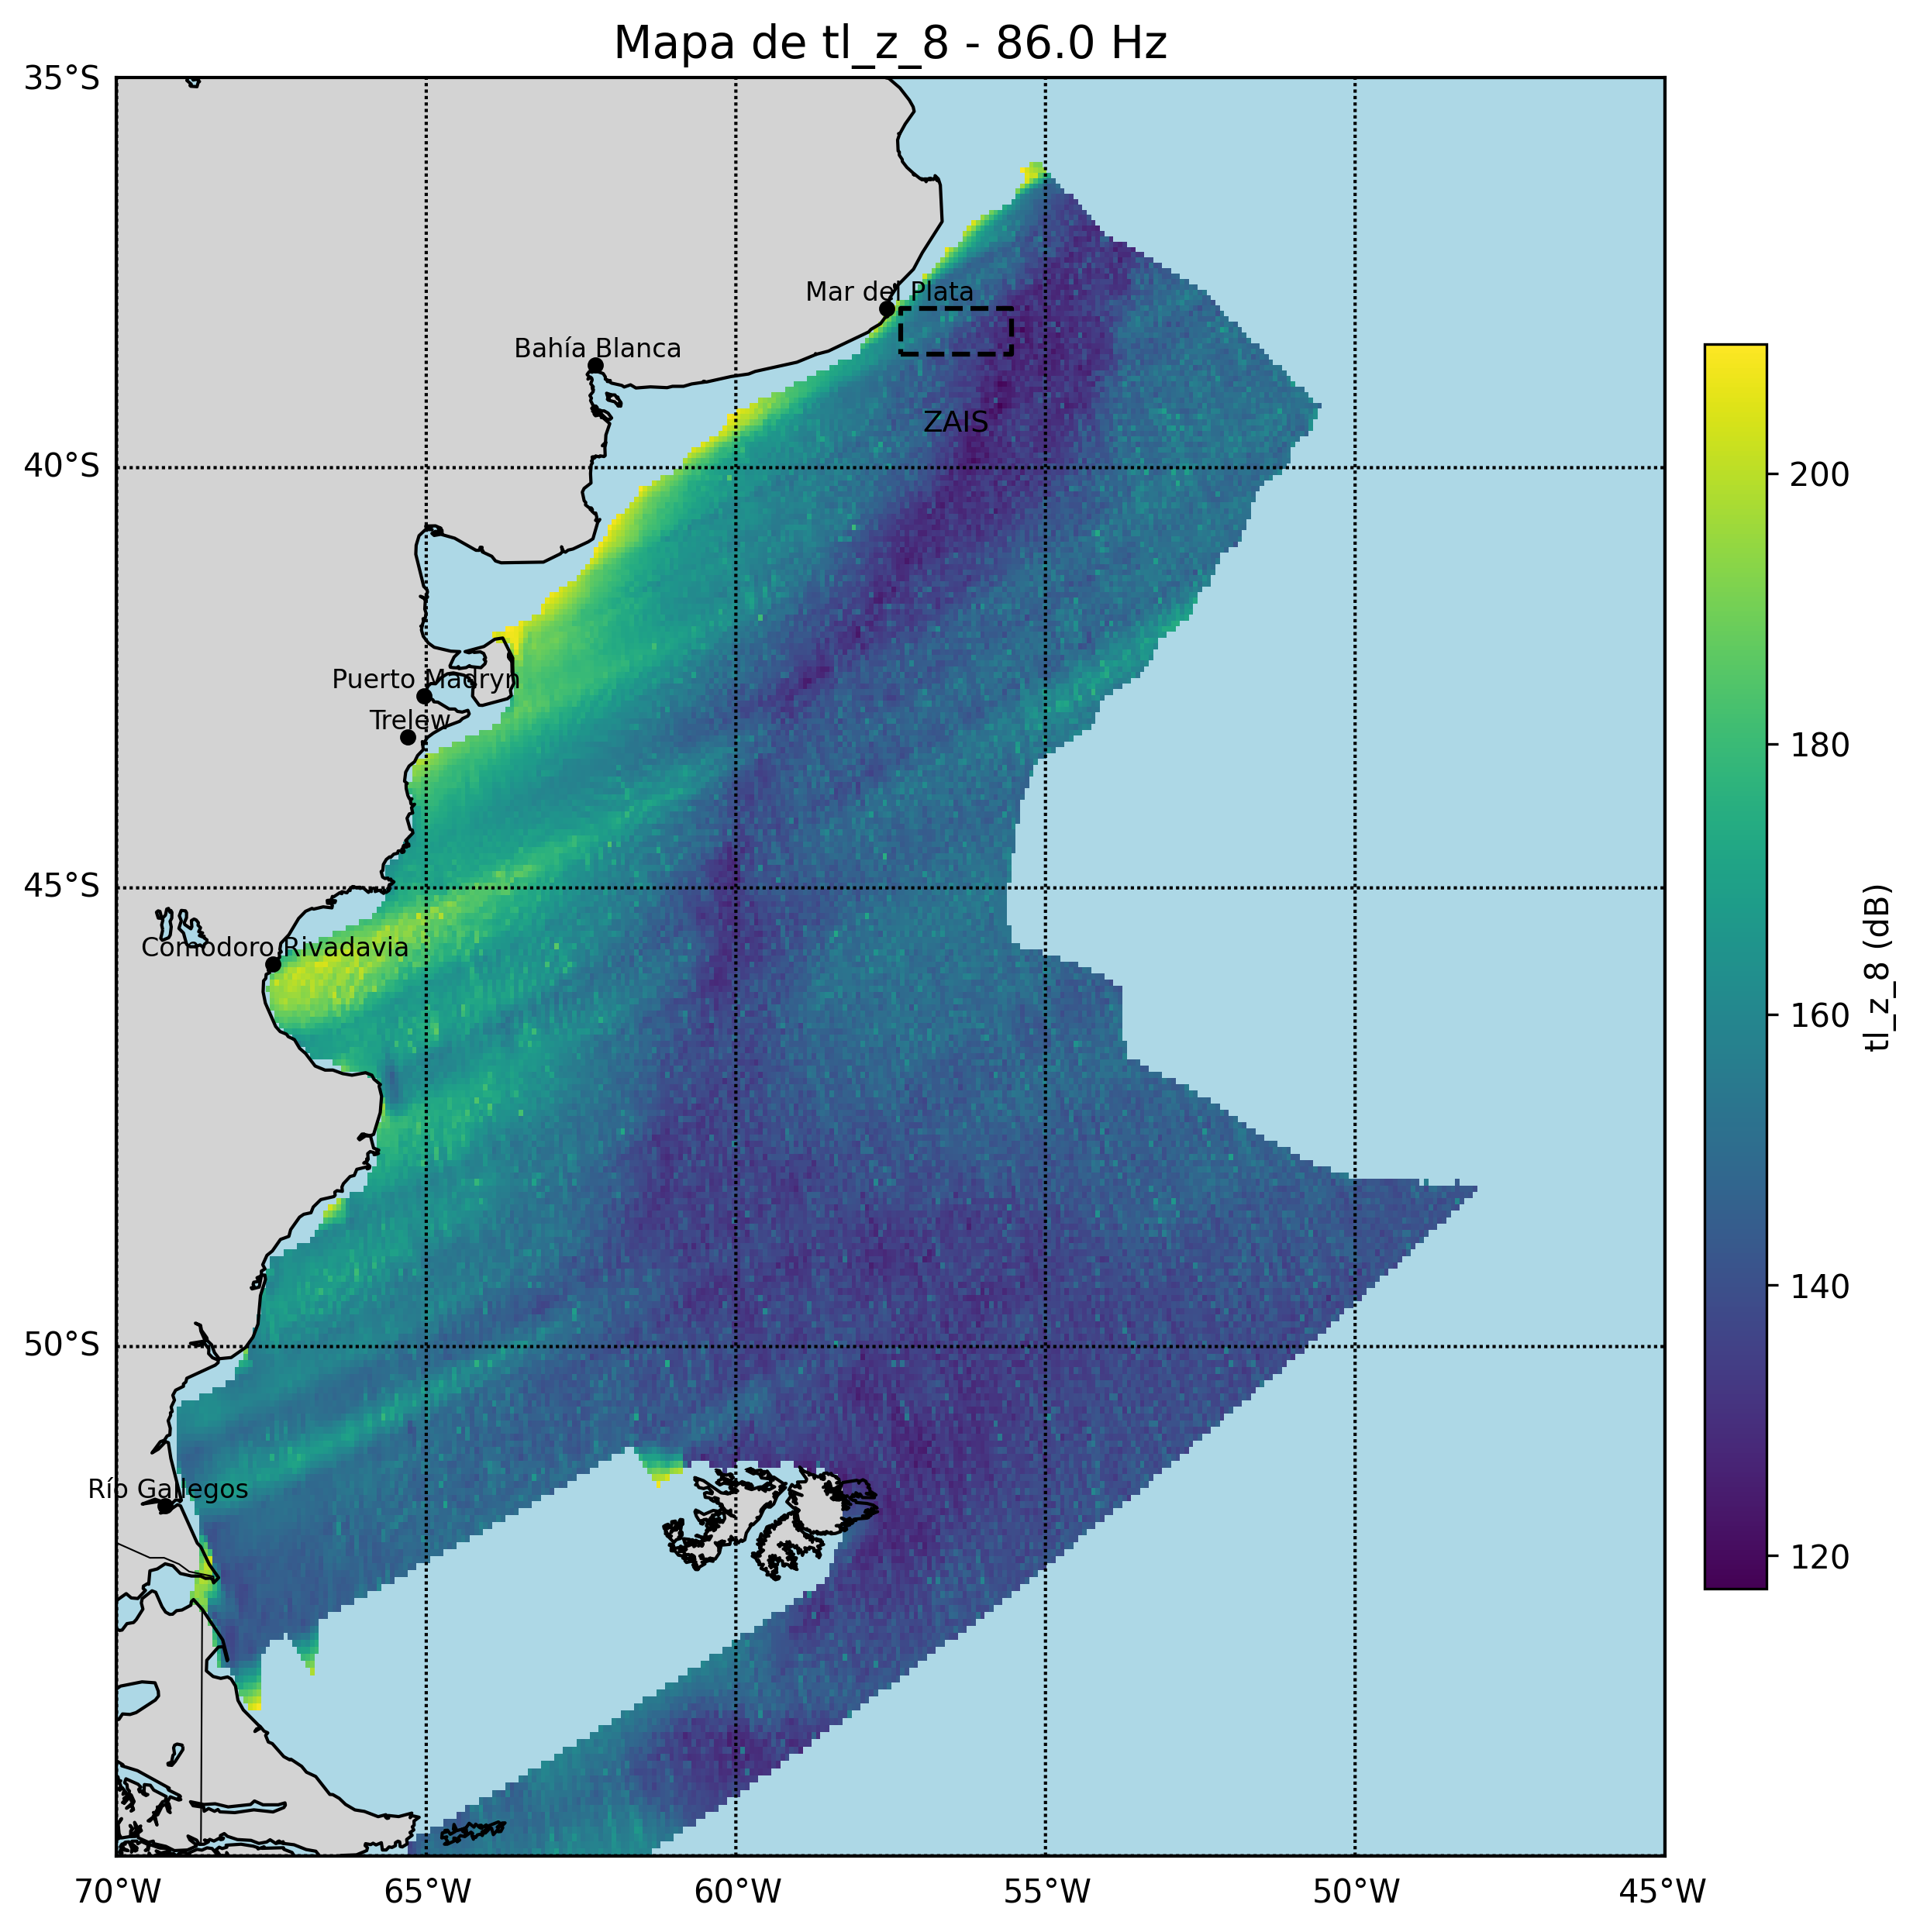 Mapa de tl_z_8 - 86.0 Hz
35°S
Mar del Plata
Bahía Blanca
ZAIS
40°S
200
Puerto Madryn
Trelew
180
45°S
tl_z_8 (dB)
Comodoro Rivadavia
160
140
50°S
Río Gallegos
120
70°W
65°W
60°W
55°W
50°W
45°W